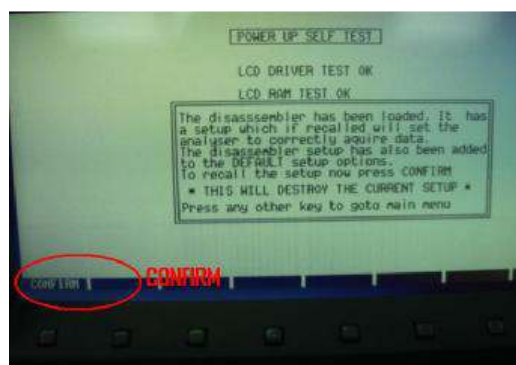 POWER UP SELF TEST
LCD DRIVER TEST OK
LCD RAM TEST OK
The disasssembler has been loaded. It has
a setup which if recalled will set the
analyser to correctly aquire data.
The disassembler setup has also been added
to the DEFAULT setup options.
To recall the setup now press CONFIRM
* THIS WILL DESTROY THE CURRENT SETUP *
Press any other key to goto main menu
CONFIRM CONFIRM